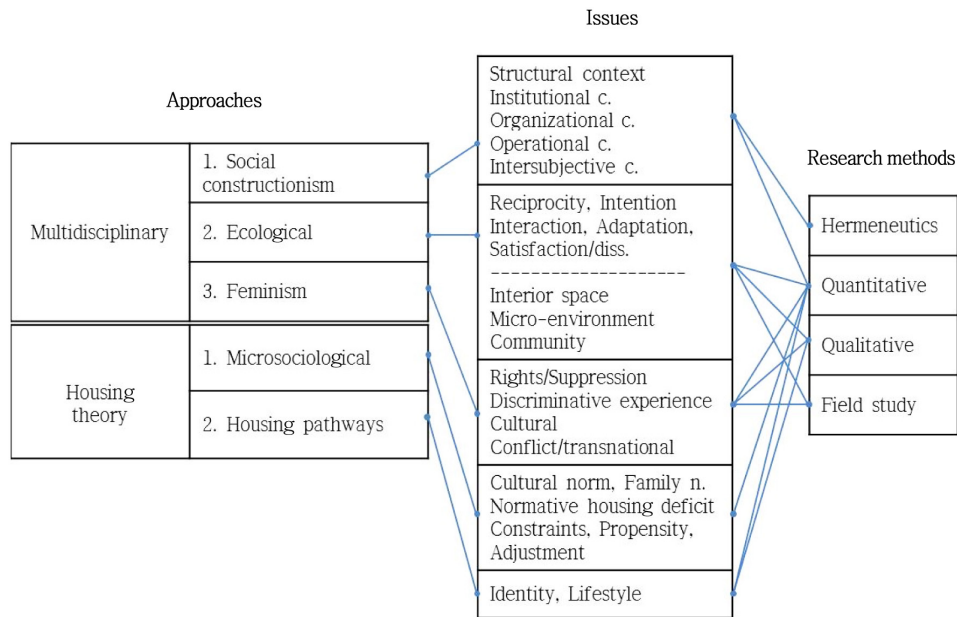 Issues
Approaches
Research methods
Multidisciplinary
1. Social
constructionism
2. Ecological
3. Feminism
Housing
theory
1. Microsociological
2. Housing pathways
Structural context
Institutional c.
Organizational c.
Operational c.
Intersubjective c.
Reciprocity, Intention
Interaction, Adaptation,
Satisfaction/diss.
--------------------
Interior space
Micro-environment
Community
Rights/Suppression
Discriminative experience
Cultural
Conflict/transnational
Cultural norm, Family n.
Normative housing deficit
Constraints, Propensity,
Adjustment
Identity, Lifestyle
Hermeneutics
Quantitative
Qualitative
Field study